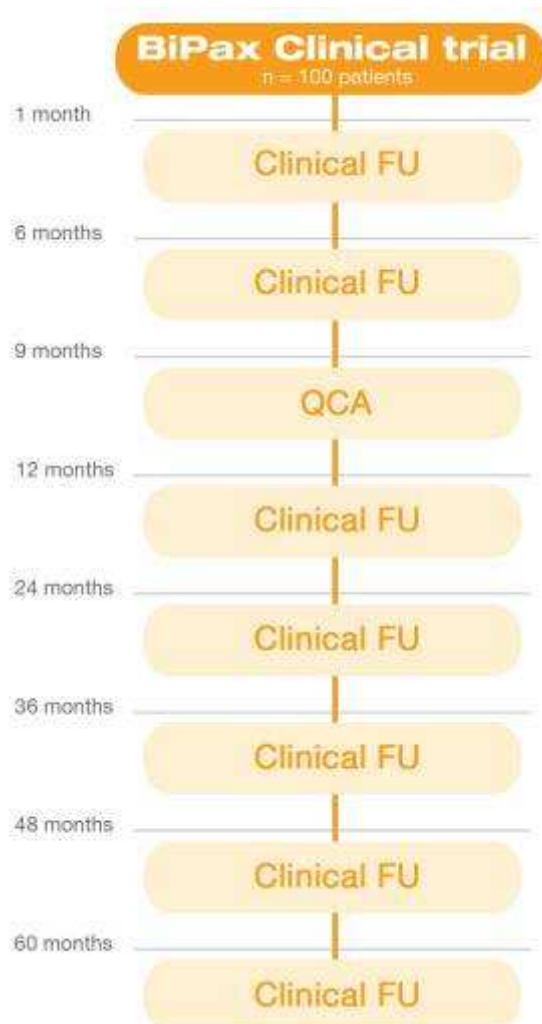 BiPax Clinical trial
n = 100 patients
1 month
Clinical FU
6 months
Clinical FU
9 months
QCA
12 months
Clinical FU
24 months
Clinical FU
36 months
Clinical FU
48 months
Clinical FU
60 months
Clinical FU